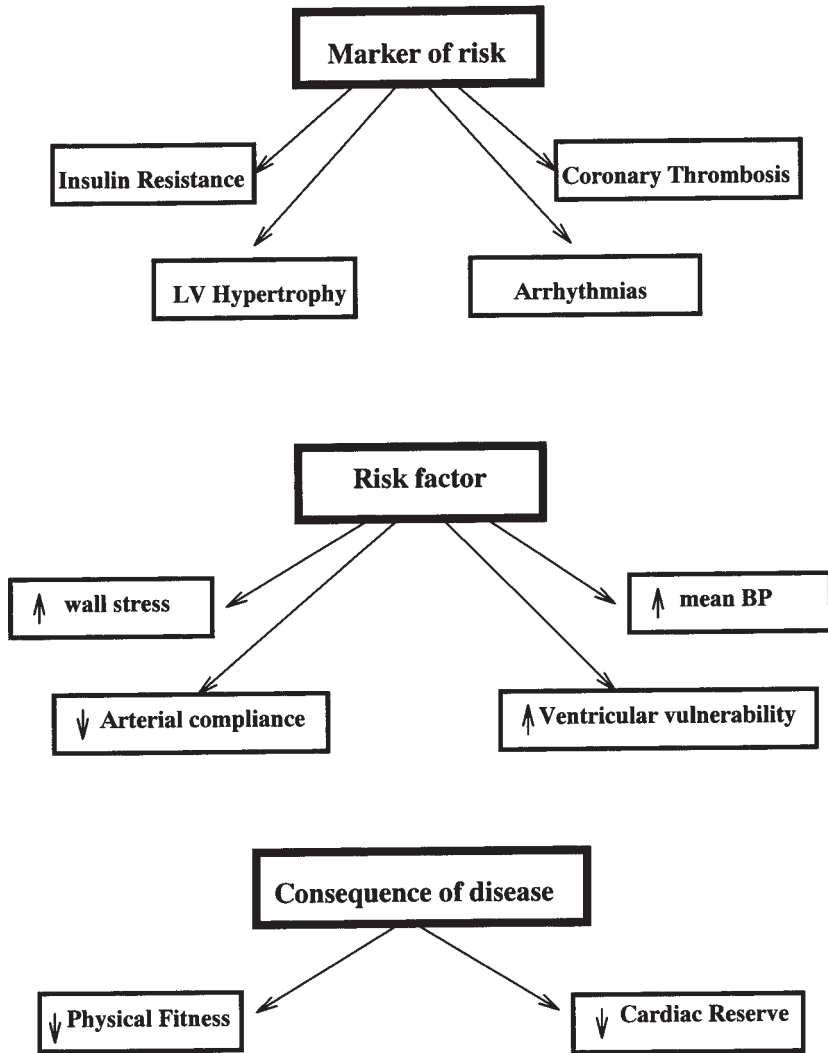 Marker of risk
Insulin Resistance
Coronary Thrombosis
LV Hypertrophy
Arrhythmias
Risk factor
↑ wall stress
↑ mean BP
↓ Arterial compliance
↑ Ventricular vulnerability
Consequence of disease
↓ Physical Fitness
↓ Cardiac Reserve